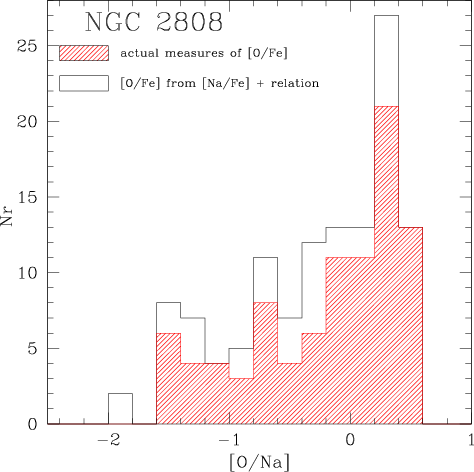 NGC 2808
actual measures of [O/Fe]
[O/Fe] from [Na/Fe] + relation
Nr
25
20
15
10
5
0
−2 −1 0 1
[O/Na]